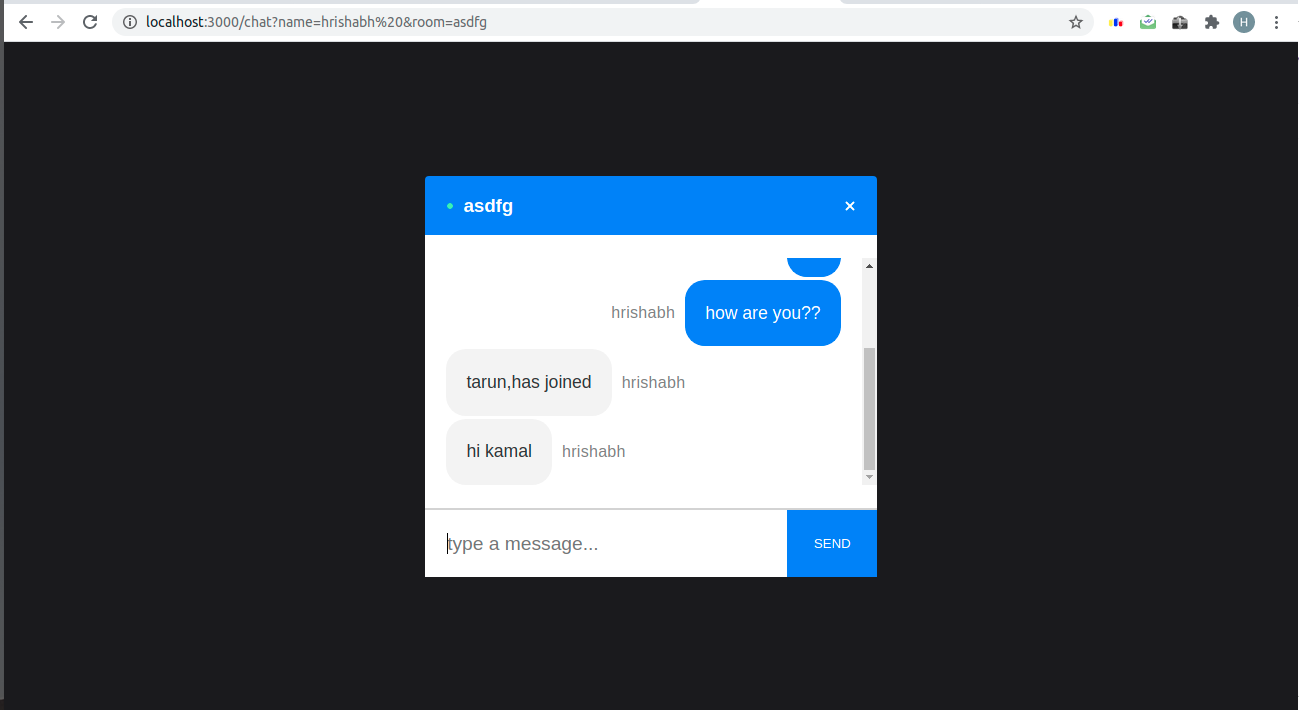 localhost:3000/chat?name=hrishabh%20&room=asdfg
H
asdfg
hrishabh how are you??
tarun,has joined hrishabh
hi kamal hrishabh
type a message...
SEND